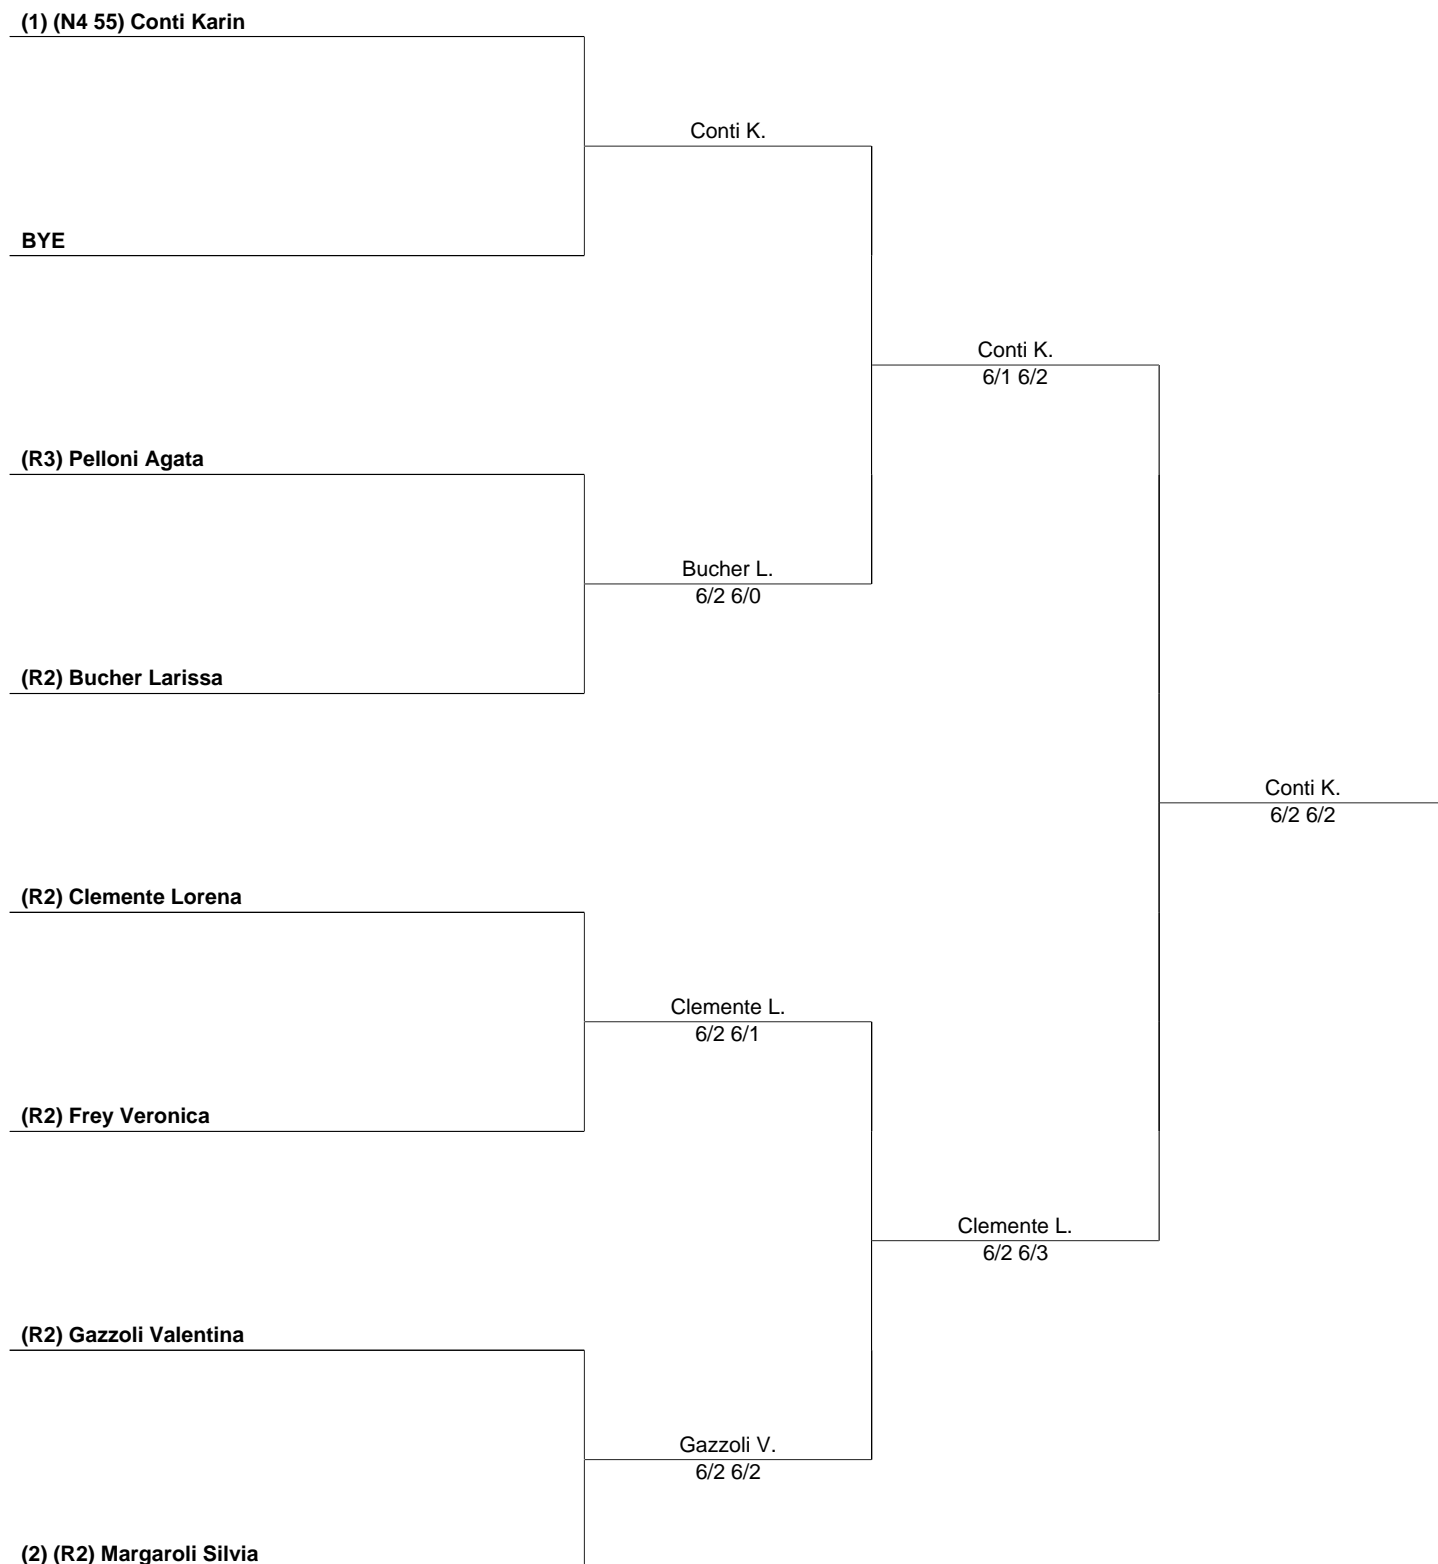 (1) (N4 55) Conti Karin
Conti K.
BYE
Conti K.
6/1 6/2
(R3) Pelloni Agata
Bucher L.
6/2 6/0
(R2) Bucher Larissa
Conti K.
6/2 6/2
(R2) Clemente Lorena
Clemente L.
6/2 6/1
(R2) Frey Veronica
Clemente L.
6/2 6/3
(R2) Gazzoli Valentina
Gazzoli V.
6/2 6/2
(2) (R2) Margaroli Silvia